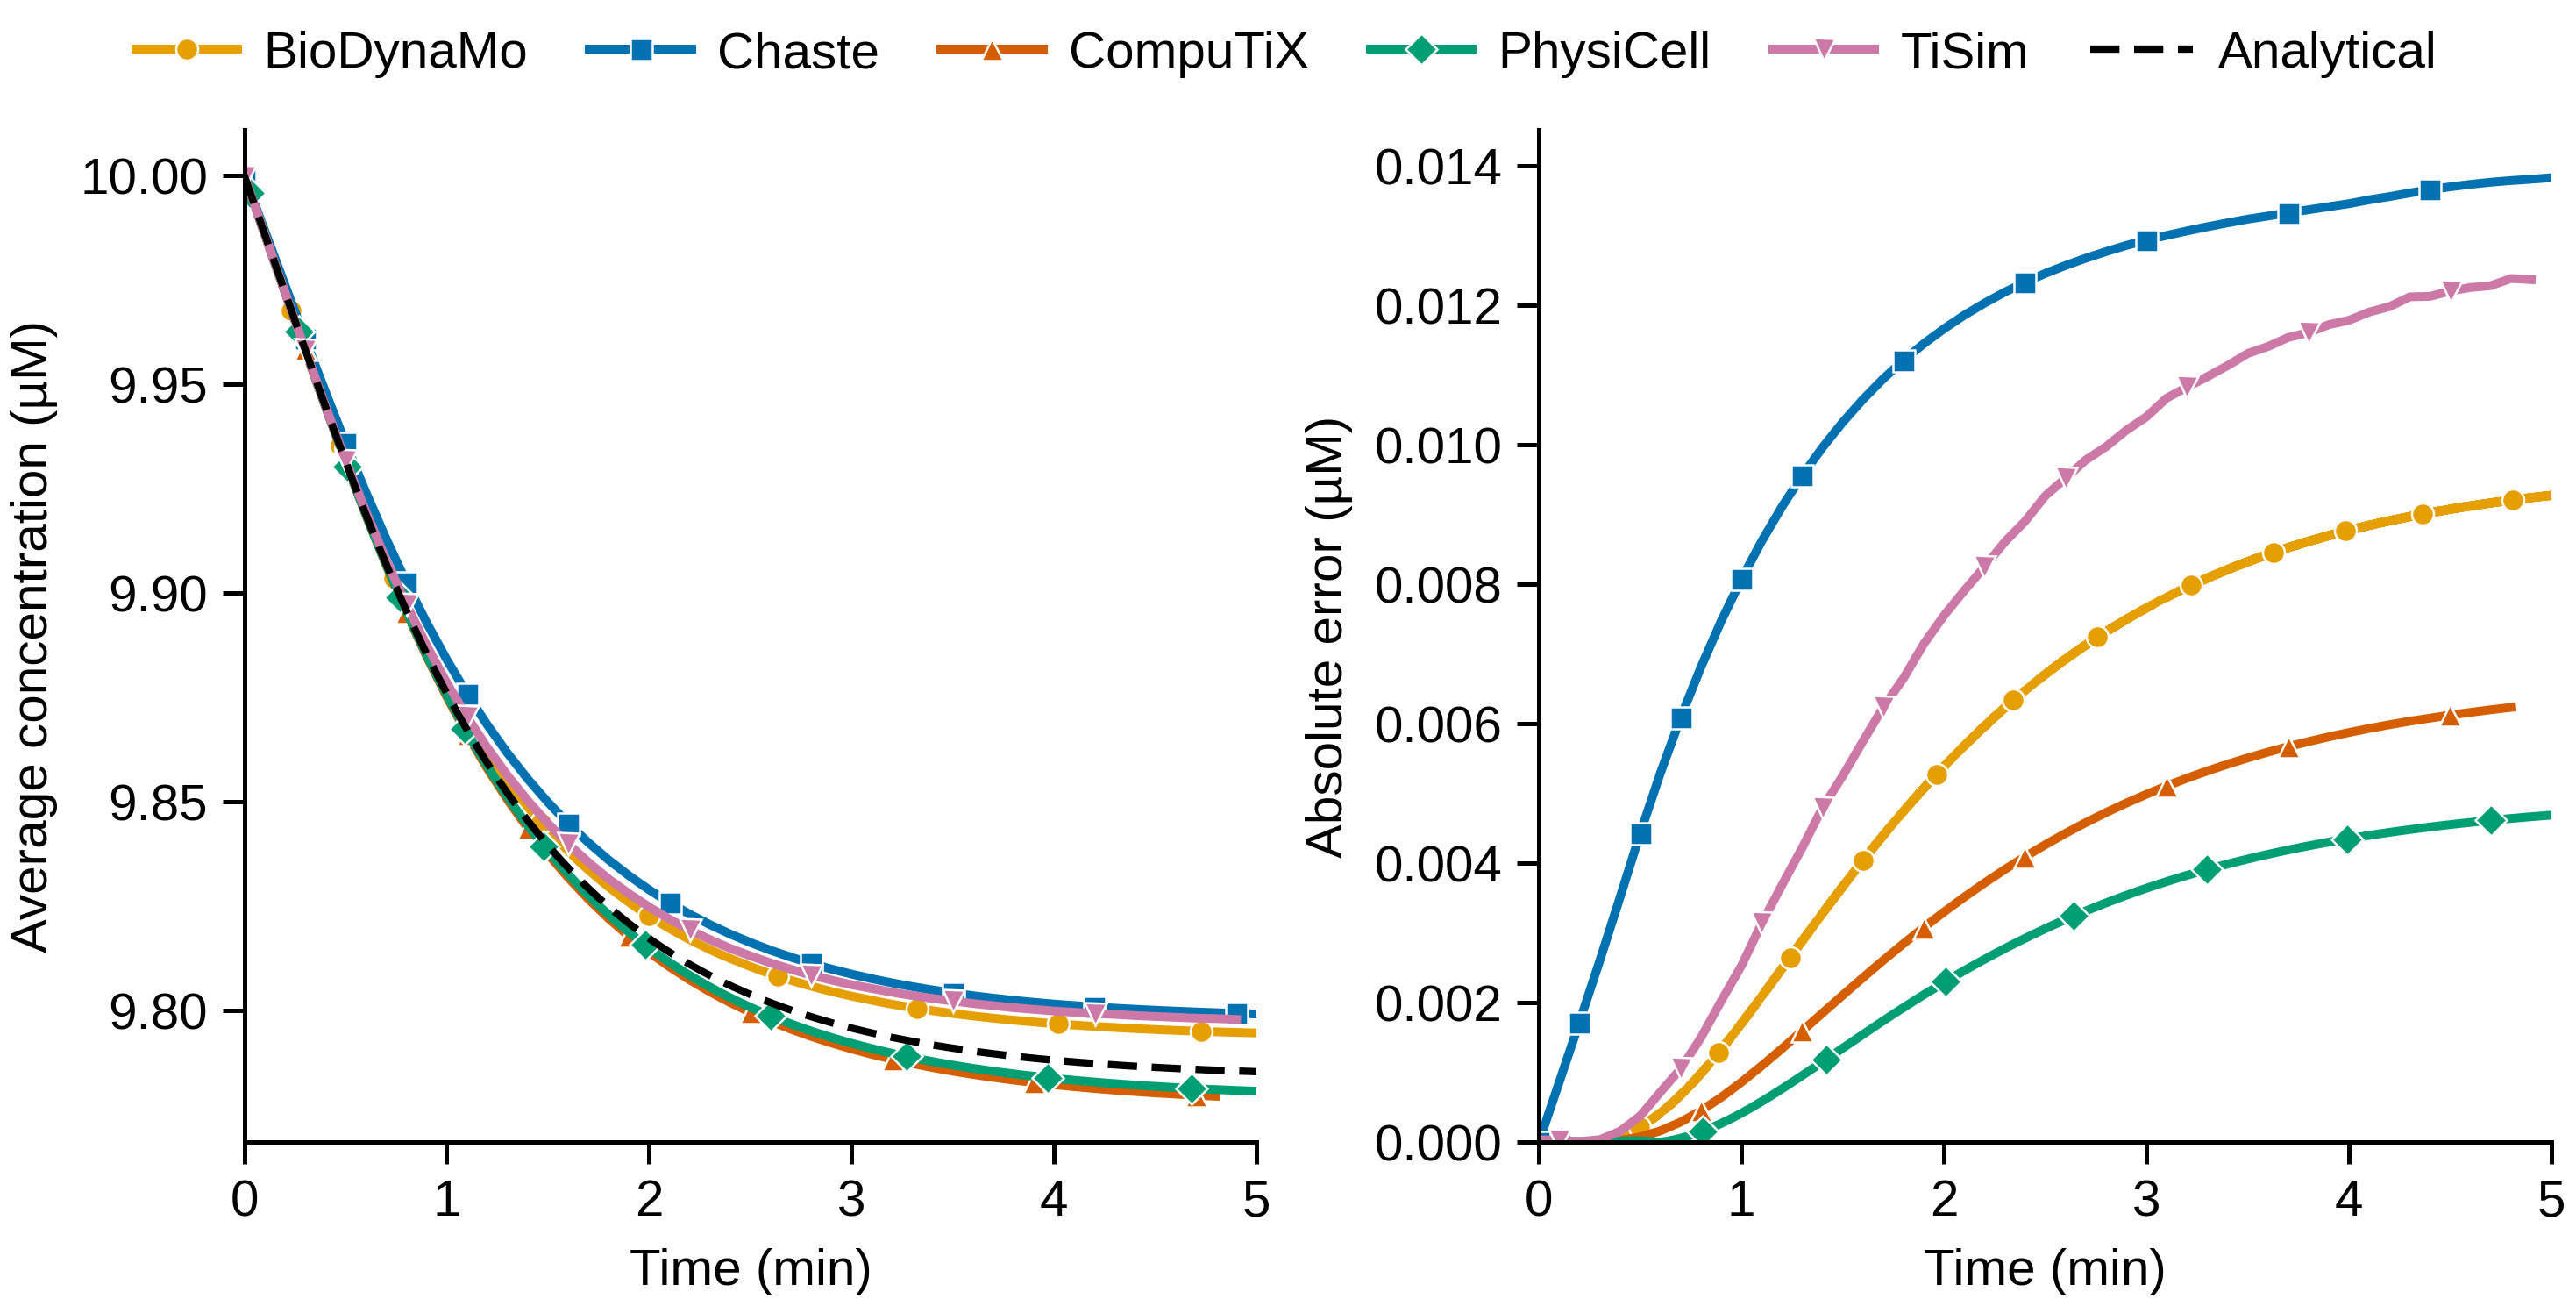 BioDynaMo Chaste CompuTiX PhysiCell TiSim Analytical
Average concentration (µM)
10.00
9.95
9.90
9.85
9.80
0 1 2 3 4 5
Time (min)
Absolute error (µM)
0.014
0.012
0.010
0.008
0.006
0.004
0.002
0.000
0 1 2 3 4 5
Time (min)